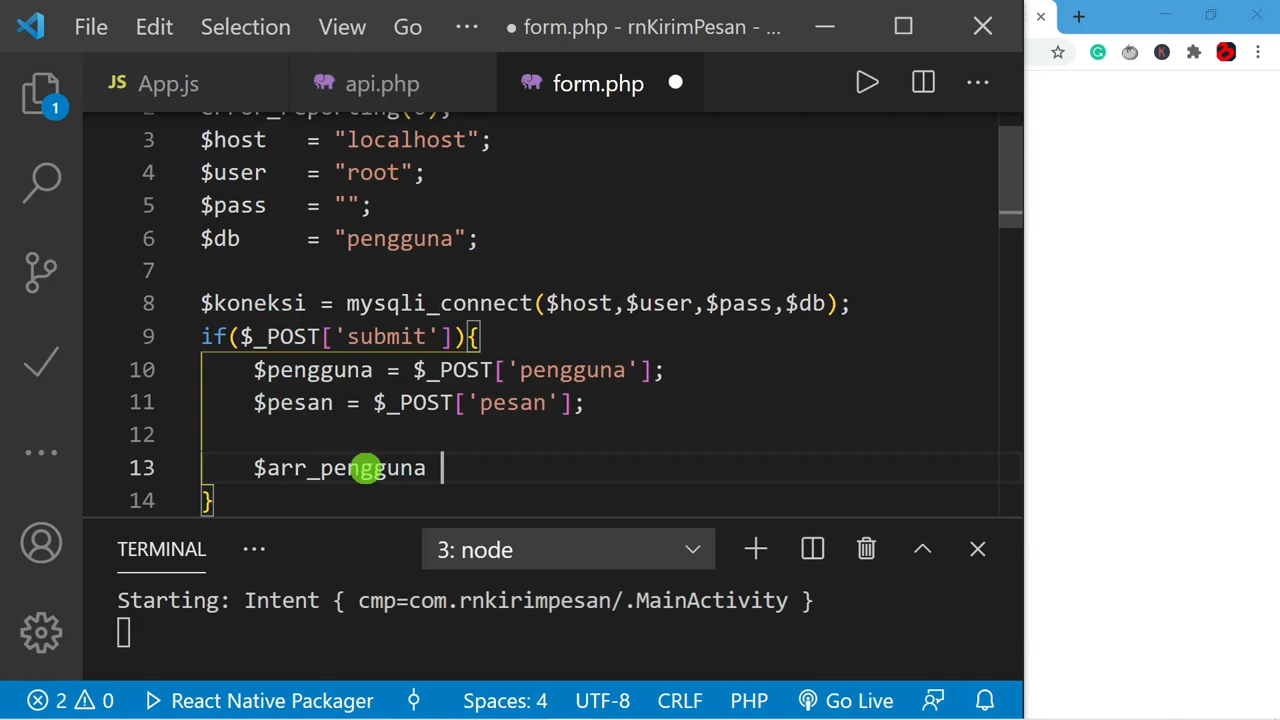 File Edit Selection View Go ··· ● form.php - rnKirimPesan - ...
JS App.js api.php form.php
2 error_reporting(0);
3 $host = "localhost";
4 $user = "root";
5 $pass = "";
6 $db = "pengguna";
7
8 $koneksi = mysqli_connect($host,$user,$pass,$db);
9 if($_POST['submit']){
10 $pengguna = $_POST['pengguna'];
11 $pesan = $_POST['pesan'];
12
13 $arr_pengguna
14 }
1
TERMINAL ··· 3: node
Starting: Intent { cmp=com.rnkirimpesan/.MainActivity }
2 0 React Native Packager Spaces: 4 UTF-8 CRLF PHP Go Live